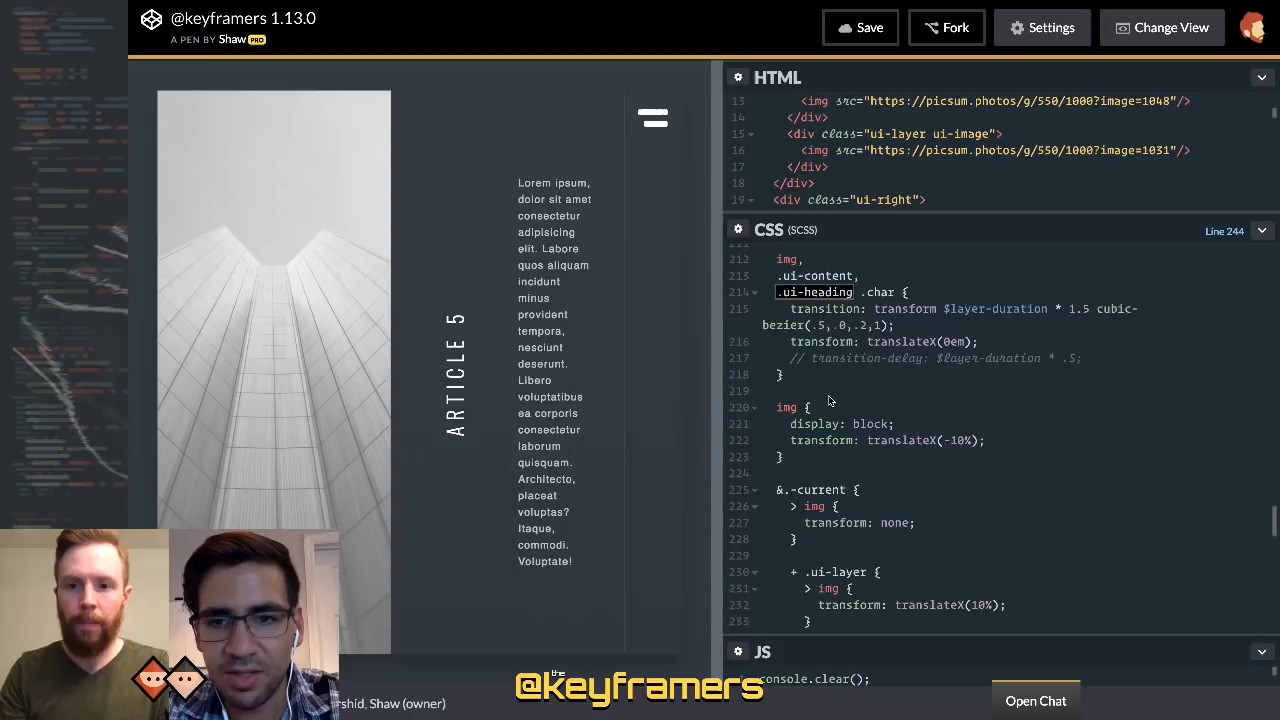 @keyframers 1.13.0
A PEN BY Shaw PRO
Save
Fork
Settings
Change View
ARTICLE 5
Lorem ipsum,
dolor sit amet
consectetur
adipisicing
elit. Labore
quos aliquam
incidunt
minus
provident
tempora,
nesciunt
deserunt.
Libero
voluptatibus
ea corporis
consectetur
laborum
quisquam.
Architecto,
placeat
voluptas?
Itaque,
commodi.
Voluptate!
HTML
13 <img src="https://picsum.photos/g/550/1000?image=1048"/>
14 </div>
15 <div class="ui-layer ui-image">
16 <img src="https://picsum.photos/g/550/1000?image=1031"/>
17 </div>
18 </div>
19 <div class="ui-right">
CSS (SCSS)
Line 244
211
212 img,
213 .ui-content,
214 .ui-heading .char {
215 transition: transform $layer-duration * 1.5 cubic-
bezier(.5,.0,.2,1);
216 transform: translateX(0em);
217 // transition-delay: $layer-duration * .5;
218 }
219
220 img {
221 display: block;
222 transform: translateX(-10%);
223 }
224
225 &.-current {
226 > img {
227 transform: none;
228 }
229
230 + .ui-layer {
231 > img {
232 transform: translateX(10%);
233 }
JS
console.clear();
rshid, Shaw (owner)
the
@keyframers
Open Chat